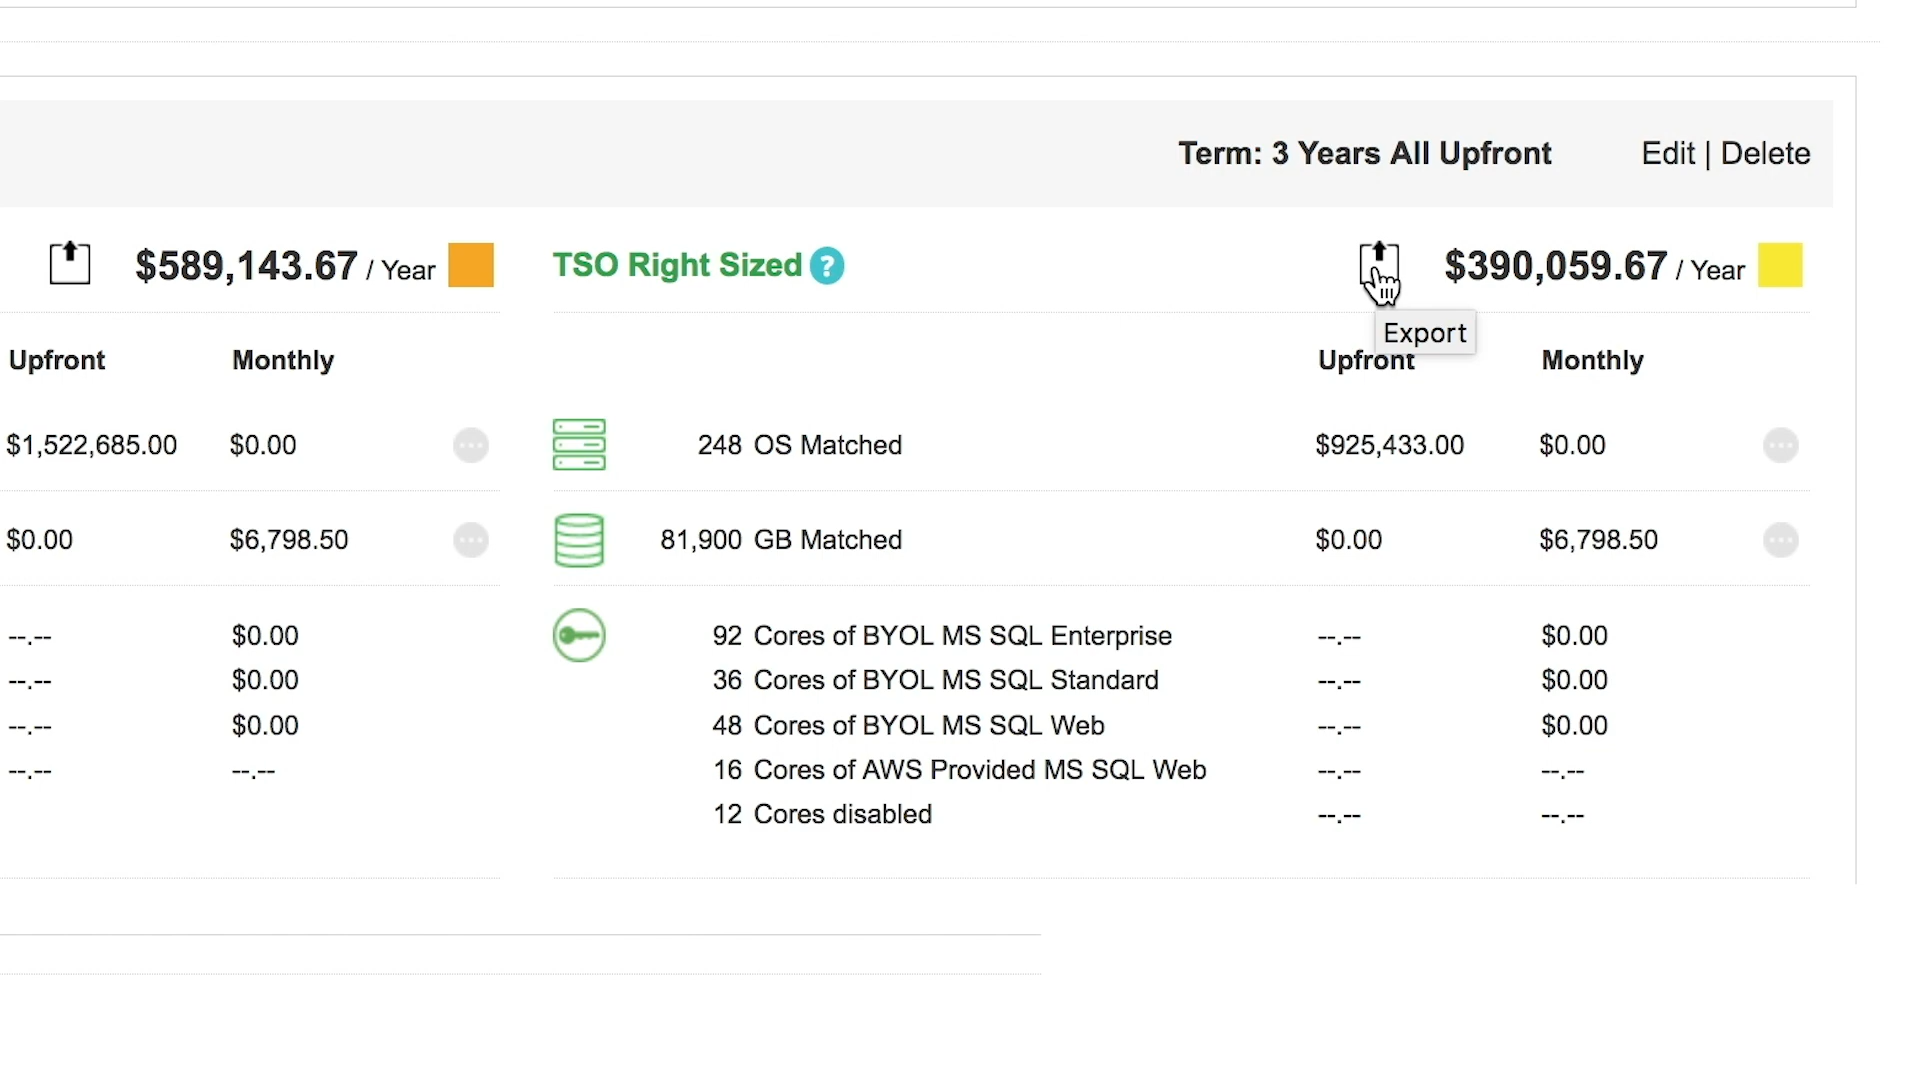 Term: 3 Years All Upfront Edit | Delete
$589,143.67 / Year TSO Right Sized ? $390,059.67 / Year
Export
Upfront Monthly Upfront Monthly
$1,522,685.00 $0.00 248 OS Matched $925,433.00 $0.00
$0.00 $6,798.50 81,900 GB Matched $0.00 $6,798.50
--.-- $0.00 92 Cores of BYOL MS SQL Enterprise --.-- $0.00
--.-- $0.00 36 Cores of BYOL MS SQL Standard --.-- $0.00
--.-- $0.00 48 Cores of BYOL MS SQL Web --.-- $0.00
--.-- --.-- 16 Cores of AWS Provided MS SQL Web --.-- --.--
12 Cores disabled --.-- --.--